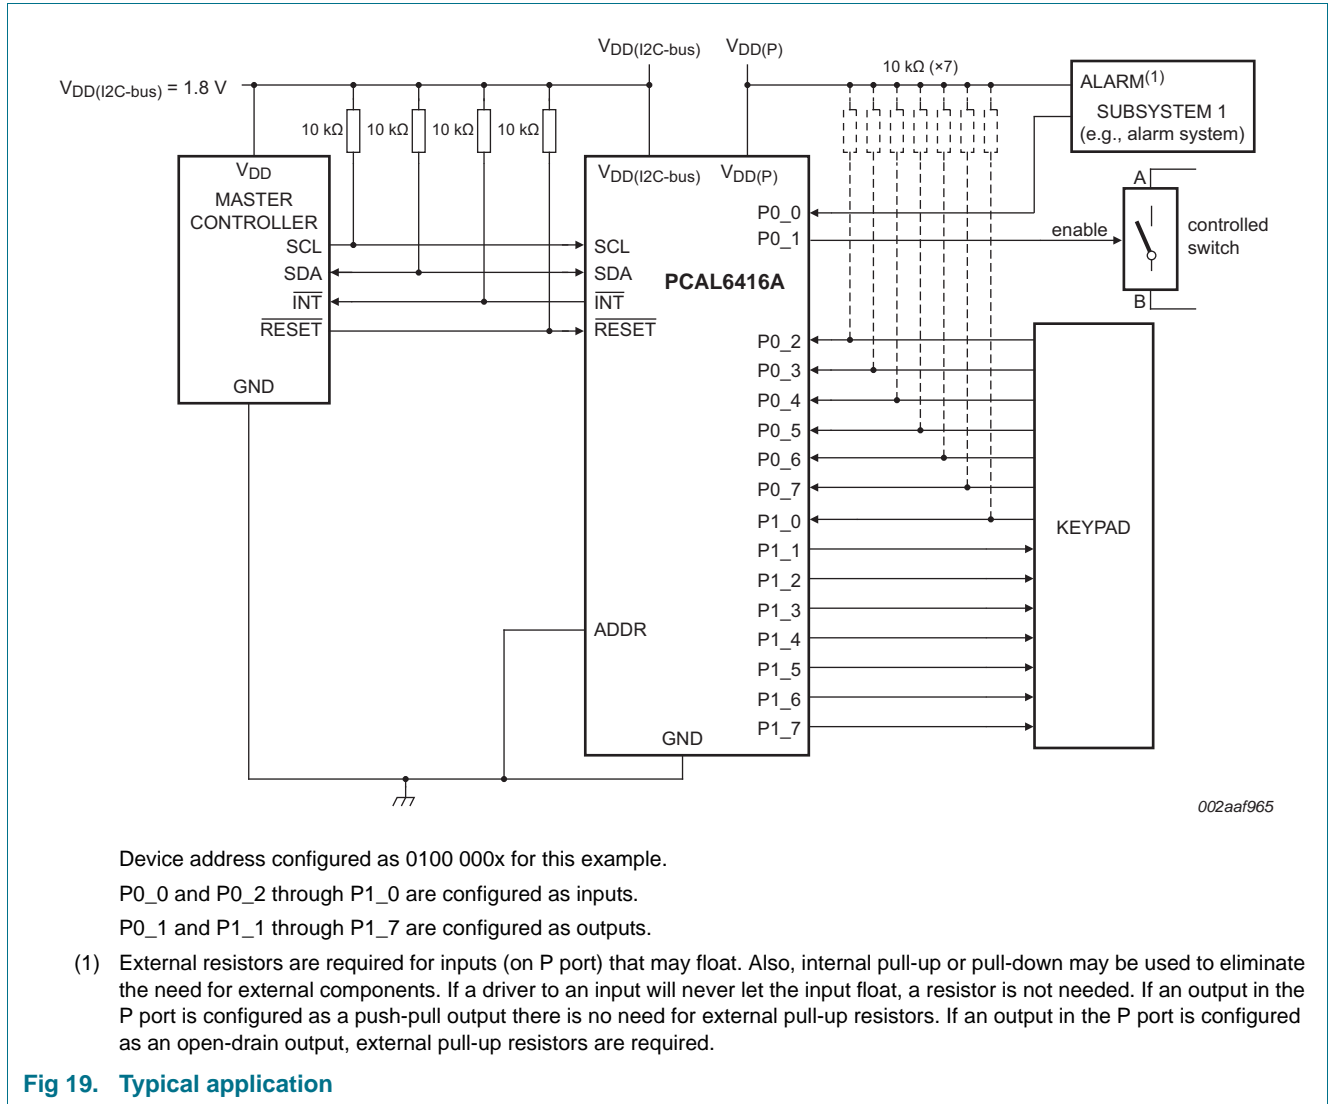 VDD(I2C-bus) VDD(P)
VDD(I2C-bus) = 1.8 V
10 kΩ (×7)
ALARM(1)
SUBSYSTEM 1
(e.g., alarm system)
10 kΩ 10 kΩ 10 kΩ 10 kΩ
VDD
MASTER
CONTROLLER
SCL
SDA
INT
RESET
GND
VDD(I2C-bus) VDD(P)
SCL
SDA
INT
RESET
PCAL6416A
ADDR
GND
P0_0
P0_1
P0_2
P0_3
P0_4
P0_5
P0_6
P0_7
P1_0
P1_1
P1_2
P1_3
P1_4
P1_5
P1_6
P1_7
enable
A
B
controlled
switch
KEYPAD
002aaf965
Device address configured as 0100 000x for this example.
P0_0 and P0_2 through P1_0 are configured as inputs.
P0_1 and P1_1 through P1_7 are configured as outputs.
(1) External resistors are required for inputs (on P port) that may float. Also, internal pull-up or pull-down may be used to eliminate
the need for external components. If a driver to an input will never let the input float, a resistor is not needed. If an output in the
P port is configured as a push-pull output there is no need for external pull-up resistors. If an output in the P port is configured
as an open-drain output, external pull-up resistors are required.
Fig 19. Typical application